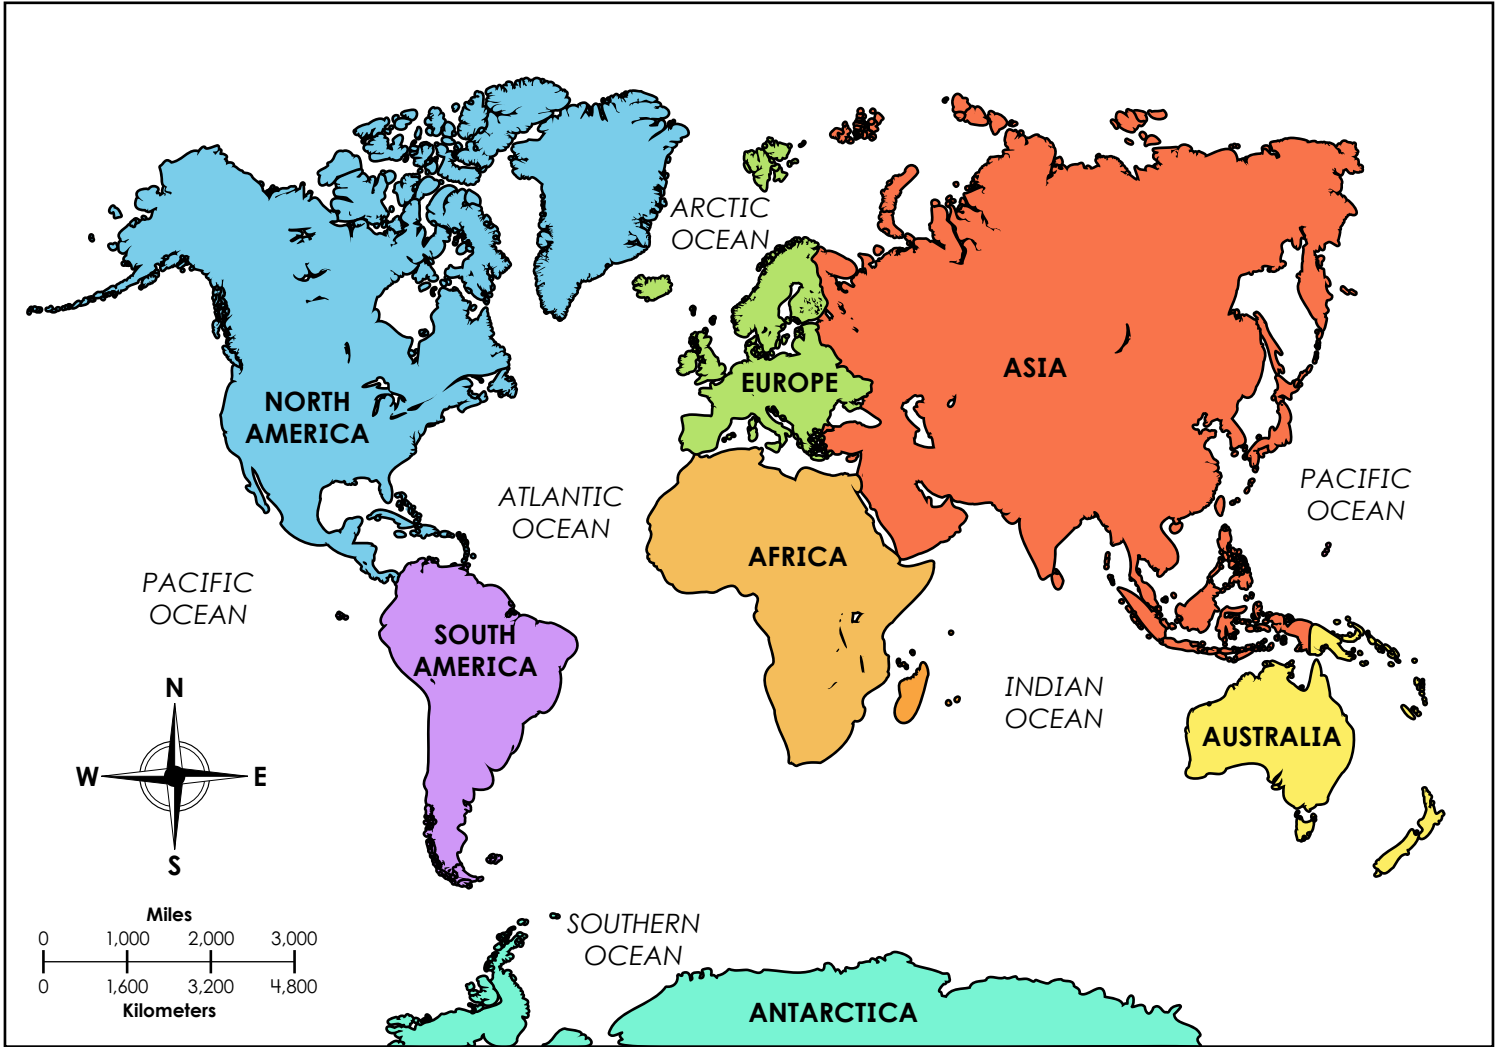 ARCTIC
OCEAN
NORTH
AMERICA
EUROPE
ASIA
ATLANTIC
OCEAN
PACIFIC
OCEAN
AFRICA
PACIFIC
OCEAN
SOUTH
AMERICA
INDIAN
OCEAN
AUSTRALIA
N
W E
S
SOUTHERN
OCEAN
ANTARCTICA
Miles
0 1,000 2,000 3,000
0 1,600 3,200 4,800
Kilometers